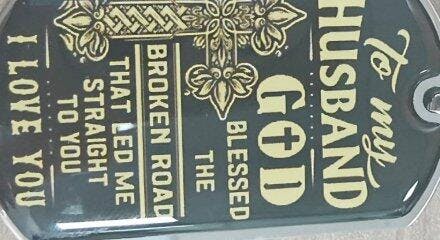 to my
HUSBAND
GOD
BLESSED
THE
BROKEN ROAD
THAT LED ME
STRAIGHT
TO YOU
I LOVE YOU